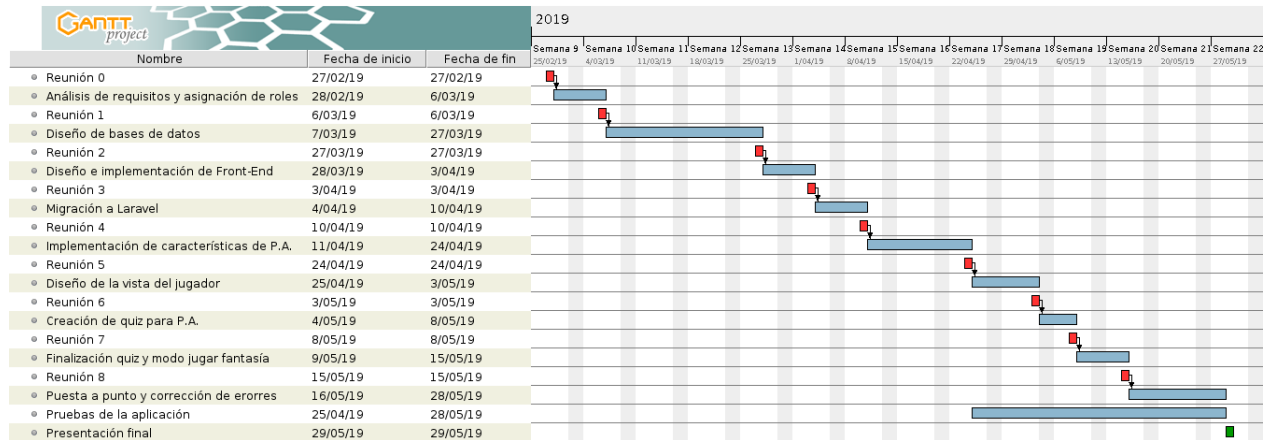 GANTT
project
2019
Semana 9 Semana 10 Semana 11 Semana 12 Semana 13 Semana 14 Semana 15 Semana 16 Semana 17 Semana 18 Semana 19 Semana 20 Semana 21 Semana 22
Nombre Fecha de inicio Fecha de fin
25/02/19 4/03/19 11/03/19 18/03/19 25/03/19 1/04/19 8/04/19 15/04/19 22/04/19 29/04/19 6/05/19 13/05/19 20/05/19 27/05/19
Reunión 0 27/02/19 27/02/19
Análisis de requisitos y asignación de roles 28/02/19 6/03/19
Reunión 1 6/03/19 6/03/19
Diseño de bases de datos 7/03/19 27/03/19
Reunión 2 27/03/19 27/03/19
Diseño e implementación de Front-End 28/03/19 3/04/19
Reunión 3 3/04/19 3/04/19
Migración a Laravel 4/04/19 10/04/19
Reunión 4 10/04/19 10/04/19
Implementación de características de P.A. 11/04/19 24/04/19
Reunión 5 24/04/19 24/04/19
Diseño de la vista del jugador 25/04/19 3/05/19
Reunión 6 3/05/19 3/05/19
Creación de quiz para P.A. 4/05/19 8/05/19
Reunión 7 8/05/19 8/05/19
Finalización quiz y modo jugar fantasía 9/05/19 15/05/19
Reunión 8 15/05/19 15/05/19
Puesta a punto y corrección de erorres 16/05/19 28/05/19
Pruebas de la aplicación 25/04/19 28/05/19
Presentación final 29/05/19 29/05/19